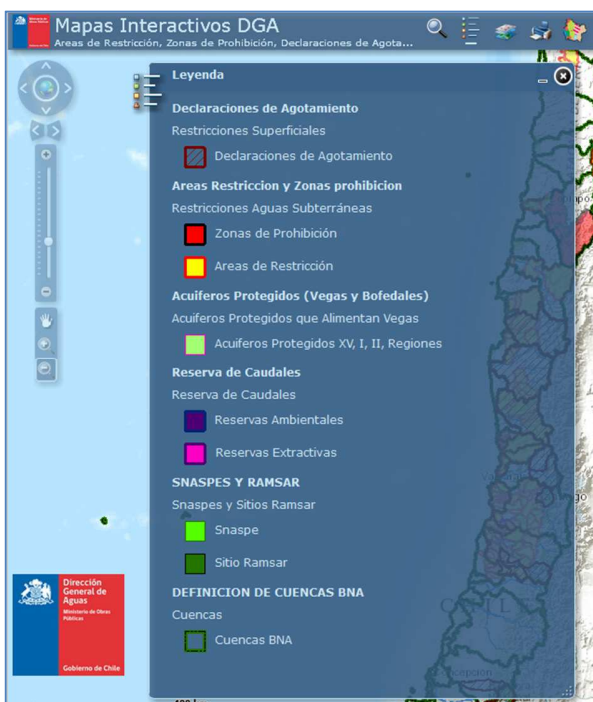 Mapas Interactivos DGA
Areas de Restricción, Zonas de Prohibición, Declaraciones de Agota...
Leyenda
Declaraciones de Agotamiento
Restricciones Superficiales
Declaraciones de Agotamiento
Areas Restriccion y Zonas prohibicion
Restricciones Aguas Subterráneas
Zonas de Prohibición
Areas de Restricción
Acuiferos Protegidos (Vegas y Bofedales)
Acuiferos Protegidos que Alimentan Vegas
Acuiferos Protegidos XV, I, II, Regiones
Reserva de Caudales
Reserva de Caudales
Reservas Ambientales
Reservas Extractivas
SNASPES Y RAMSAR
Snaspes y Sitios Ramsar
Snaspe
Sitio Ramsar
DEFINICION DE CUENCAS BNA
Cuencas
Cuencas BNA
Dirección
General de
Aguas
Ministerio de Obras
Públicas
Gobierno de Chile